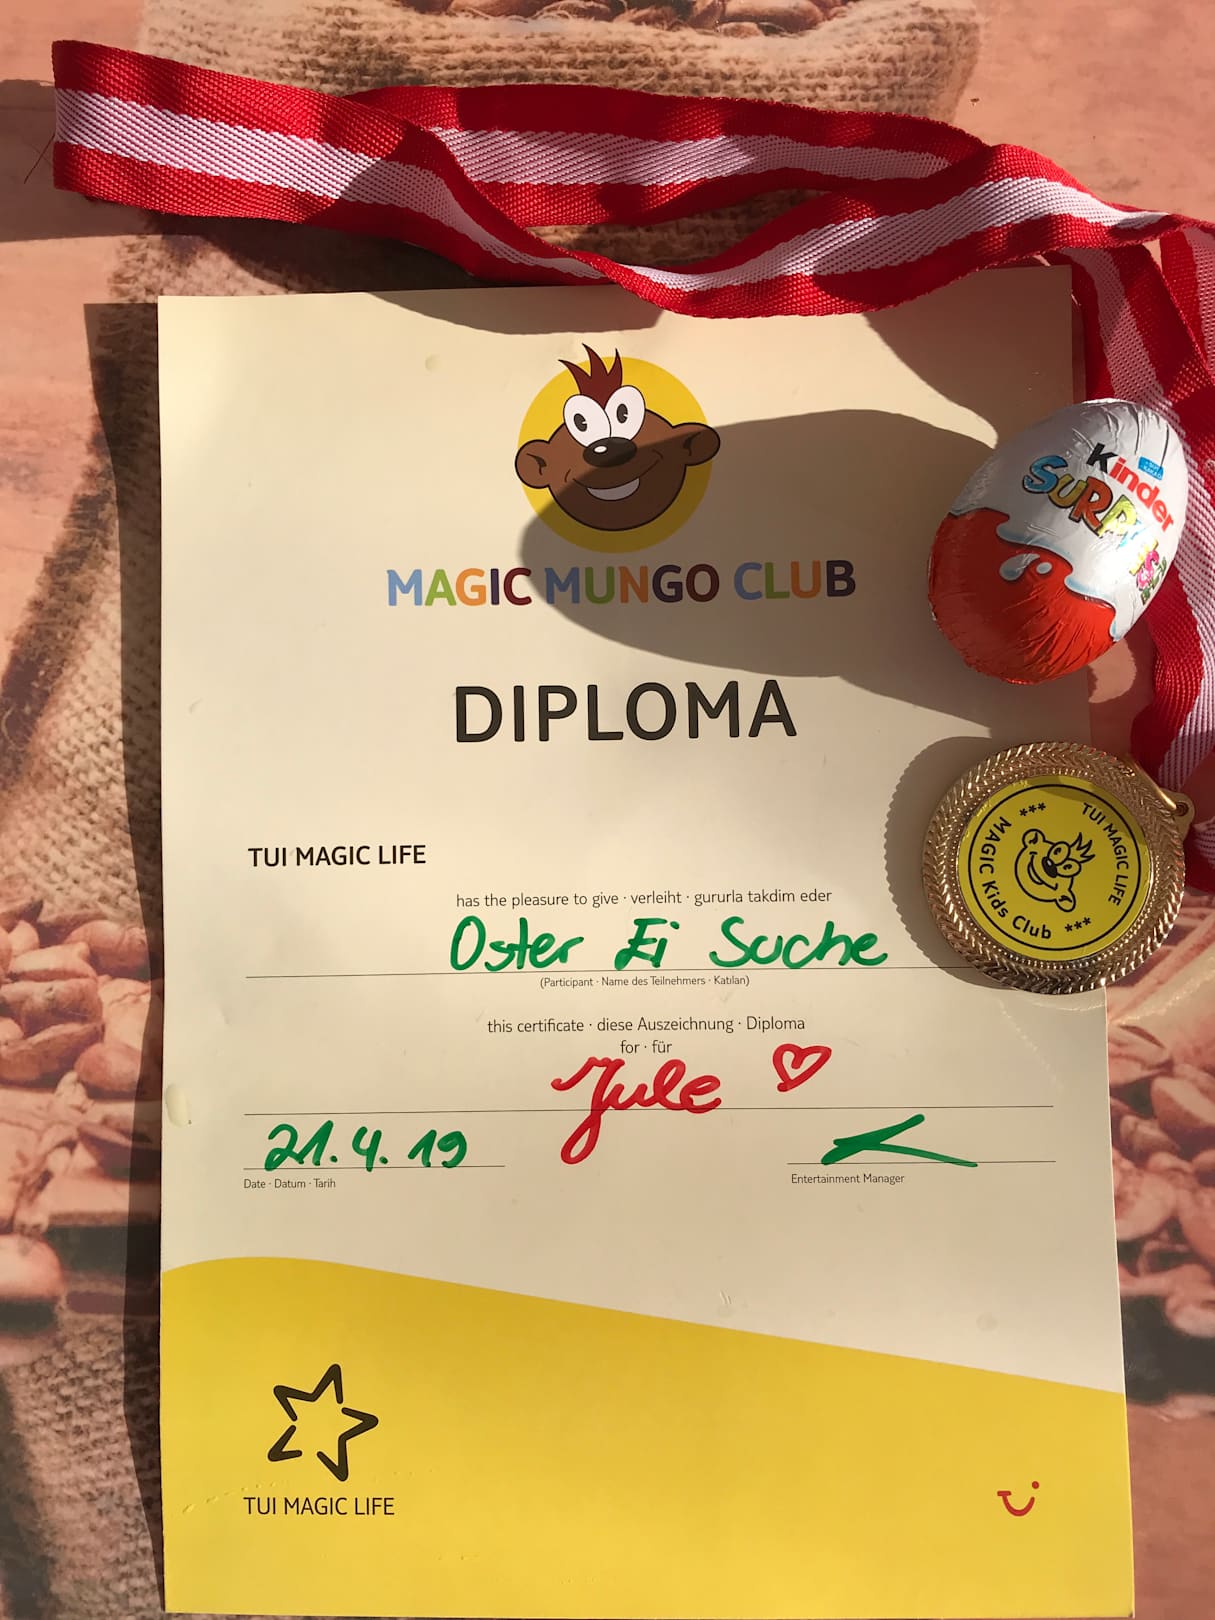 MAGIC MUNGO CLUB
DIPLOMA
kinder
SURPRISE
TUI MAGIC LIFE
has the pleasure to give · verleiht · gururla takdim eder
Oster Ei Suche
(Participant · Name des Teilnehmers · Katılan)
this certificate · diese Auszeichnung · Diploma
for · für
Jule
21.4.19
Date · Datum · Tarih
Entertainment Manager
TUI MAGIC LIFE
*** MAGIC Kids Club ***
TUI MAGIC LIFE